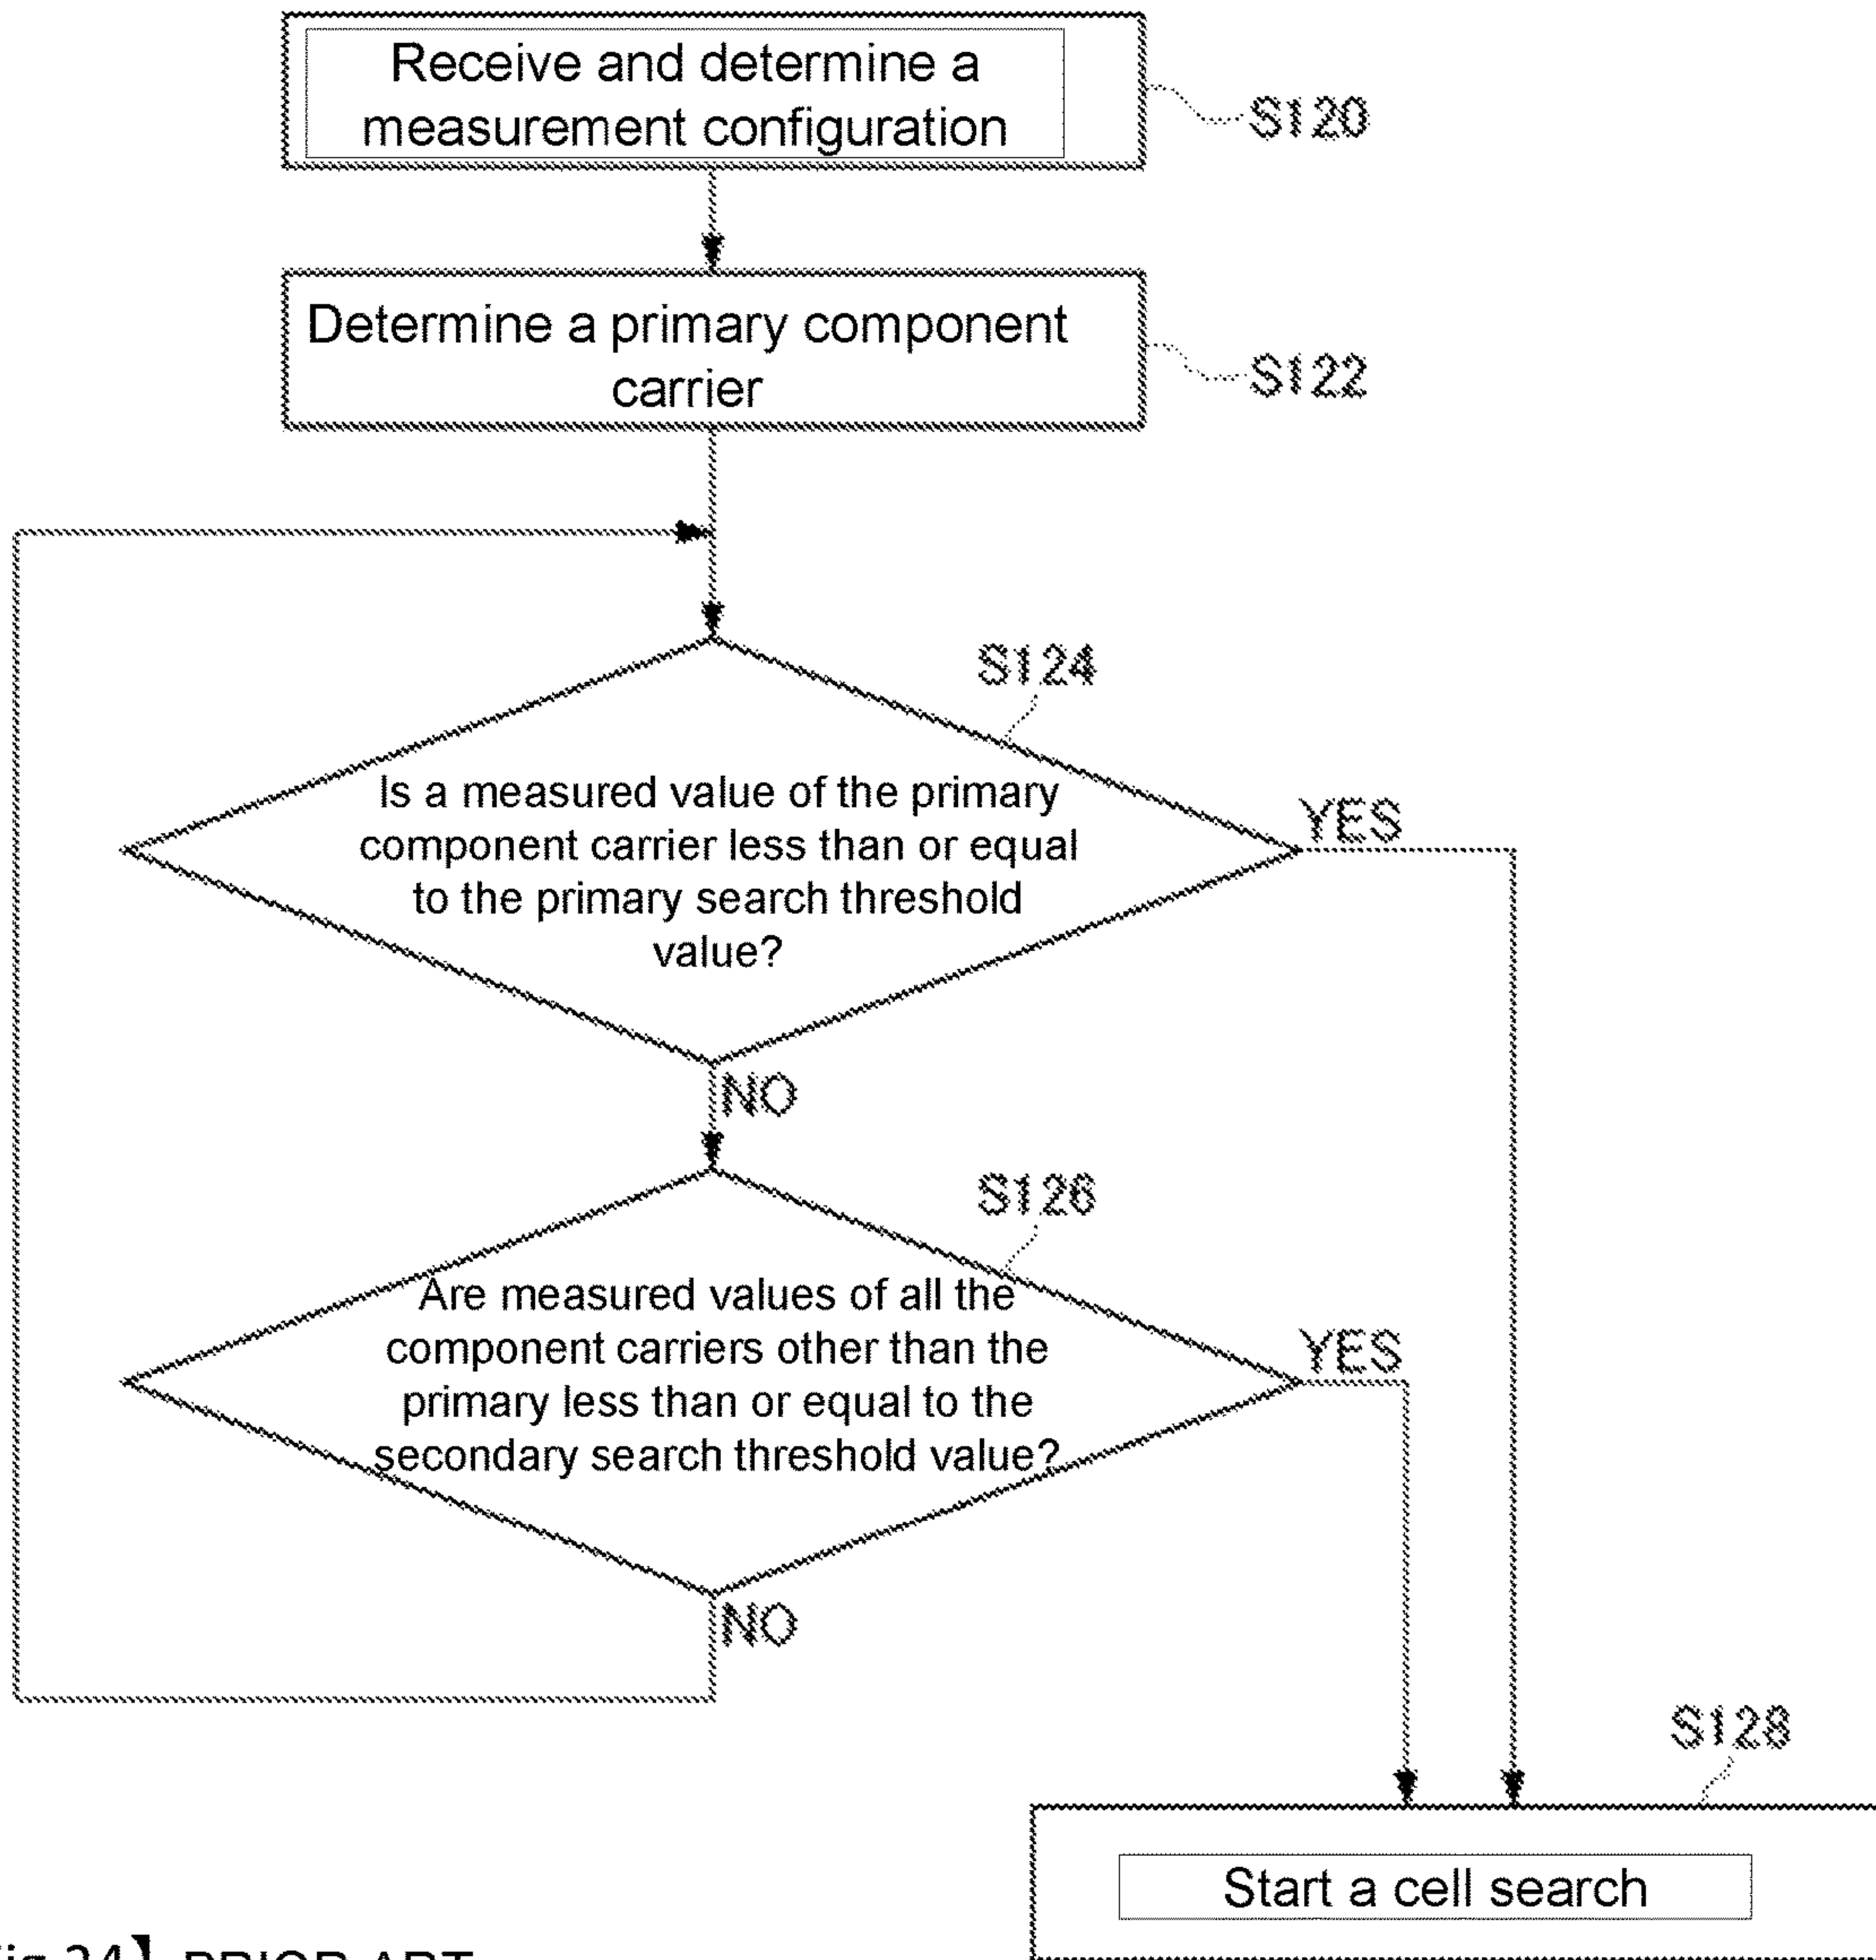 Receive and determine a
measurement configuration
S120
Determine a primary component
carrier
S122
S124
Is a measured value of the primary
component carrier less than or equal
to the primary search threshold
value?
YES
NO
S126
Are measured values of all the
component carriers other than the
primary less than or equal to the
secondary search threshold value?
YES
NO
S128
Start a cell search